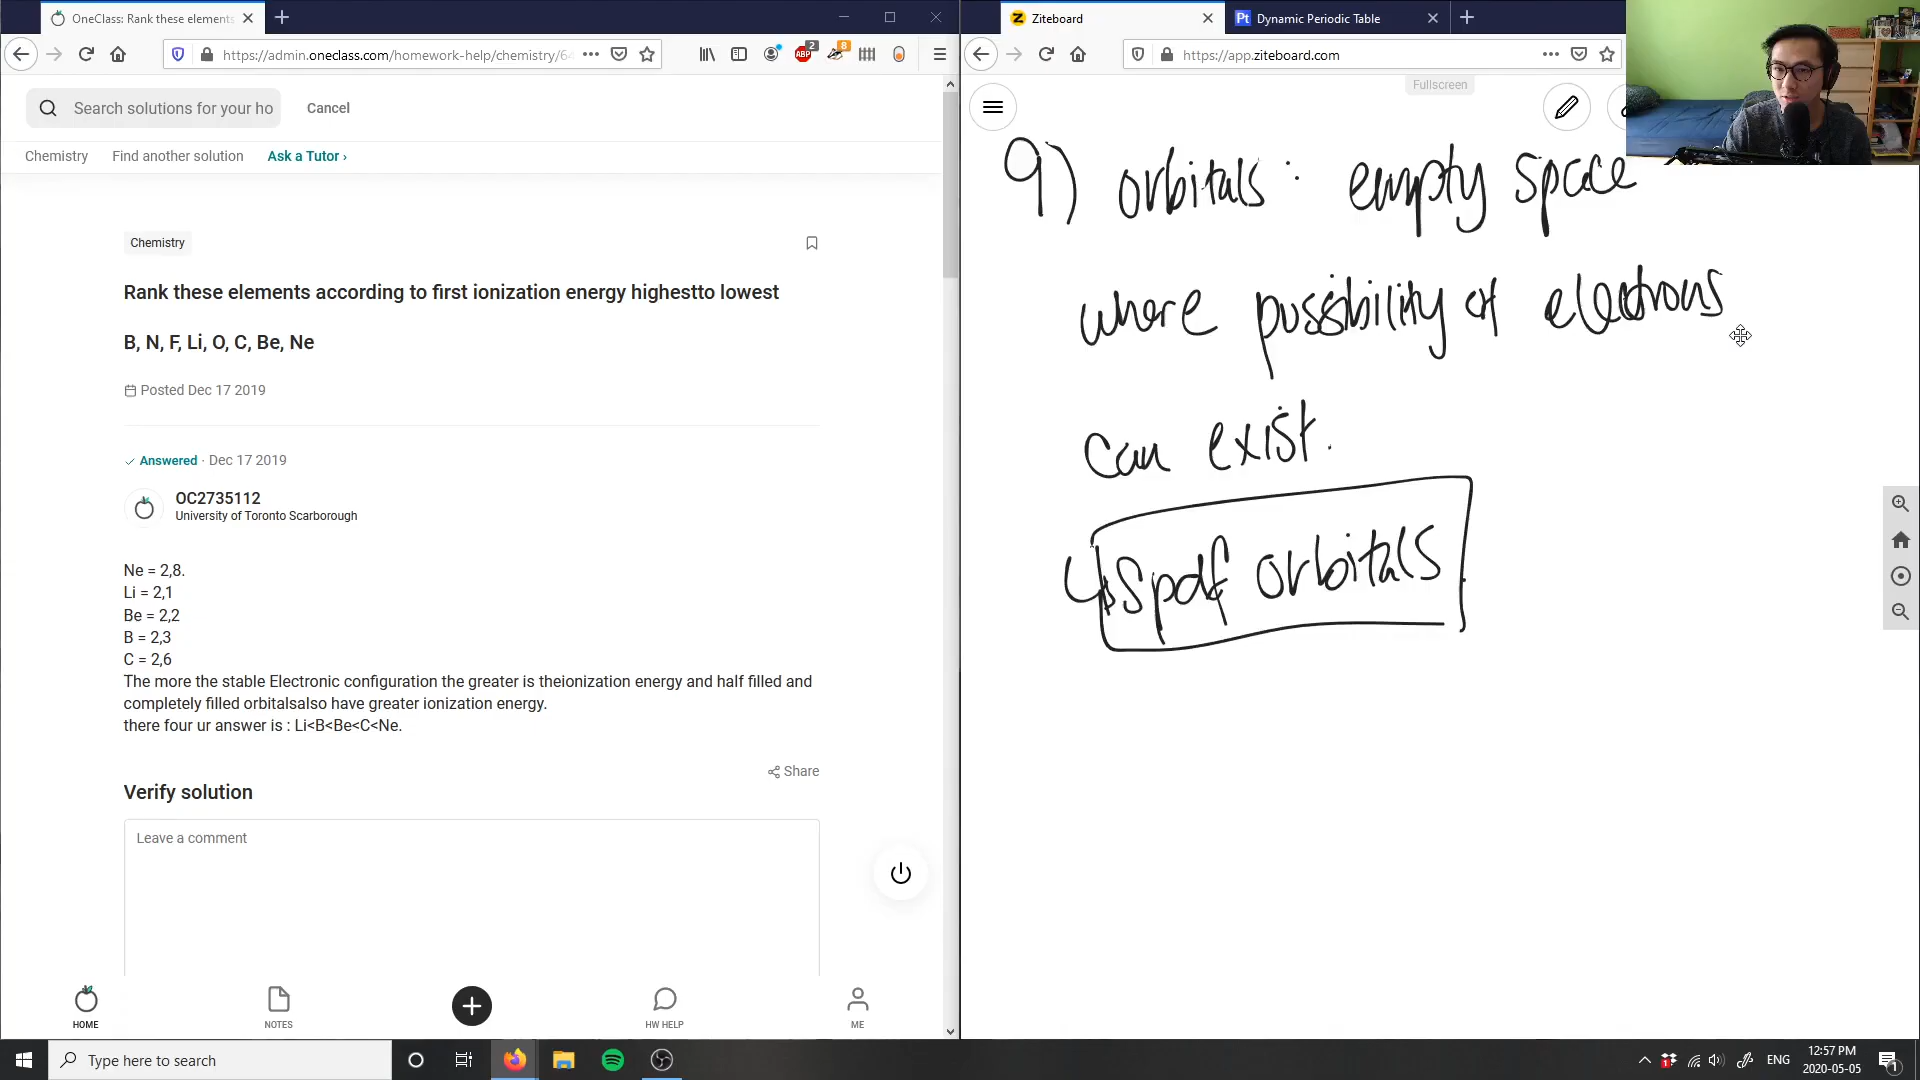 OneClass: Rank these elements
https://admin.oneclass.com/homework-help/chemistry/64
ABP
2
8
Search solutions for your ho
Cancel
Chemistry
Find another solution
Ask a Tutor ›
Chemistry
Rank these elements according to first ionization energy highestto lowest
B, N, F, Li, O, C, Be, Ne
Posted Dec 17 2019
Answered · Dec 17 2019
OC2735112
University of Toronto Scarborough
Ne = 2,8.
Li = 2,1
Be = 2,2
B = 2,3
C = 2,6
The more the stable Electronic configuration the greater is theionization energy and half filled and
completely filled orbitalsalso have greater ionization energy.
there four ur answer is : Li<B<Be<C<Ne.
Share
Verify solution
Leave a comment
HOME
NOTES
HW HELP
ME
Ziteboard
Pt Dynamic Periodic Table
https://app.ziteboard.com
Fullscreen
9) orbitals: empty space
where possibility of electrons
can exist.
spdf orbitals
Type here to search
ENG
12:57 PM
2020-05-05
1